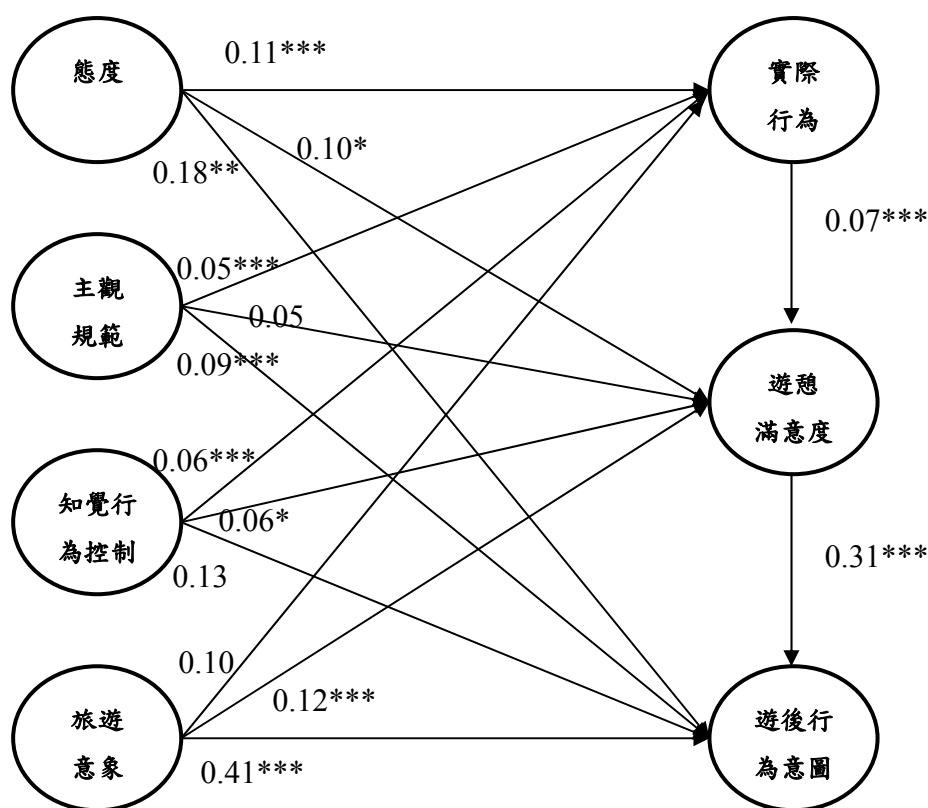 態度
0.11***
實際
行為
0.10*
0.18**
0.07***
主觀
規範
0.05***
0.05
0.09***
遊憩
滿意度
知覺行
為控制
0.06***
0.06*
0.13
0.31***
旅遊
意象
0.10
0.12***
0.41***
遊後行
為意圖